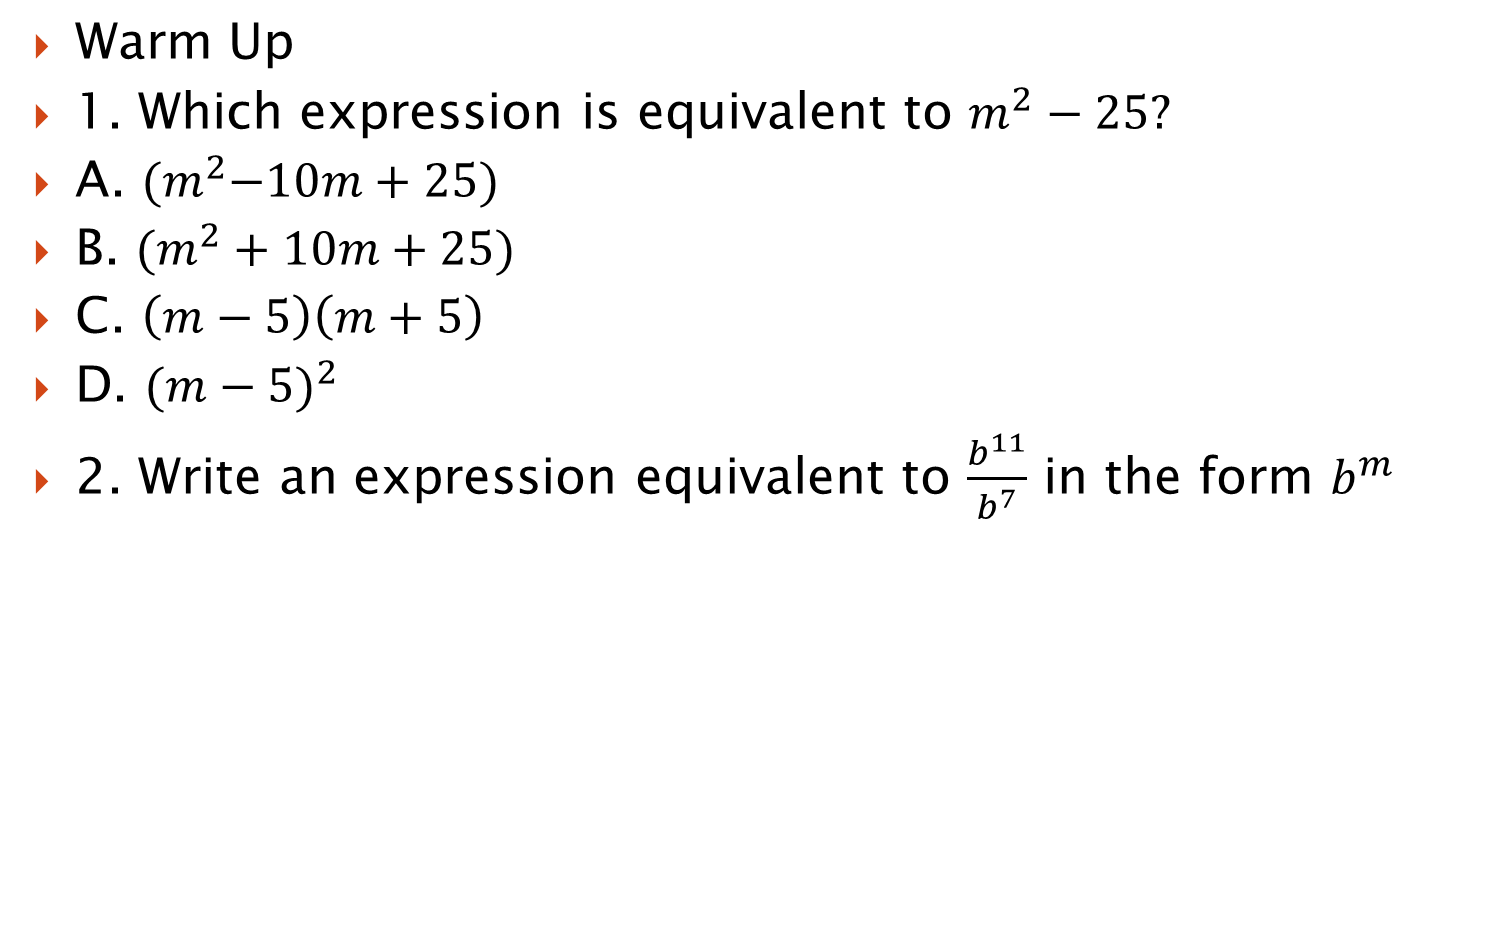 Warm Up
1. Which expression is equivalent to m² − 25?
A. (m²−10m + 25)
B. (m² + 10m + 25)
C. (m − 5)(m + 5)
D. (m − 5)²
2. Write an expression equivalent to b¹¹/b⁷ in the form bᵐ